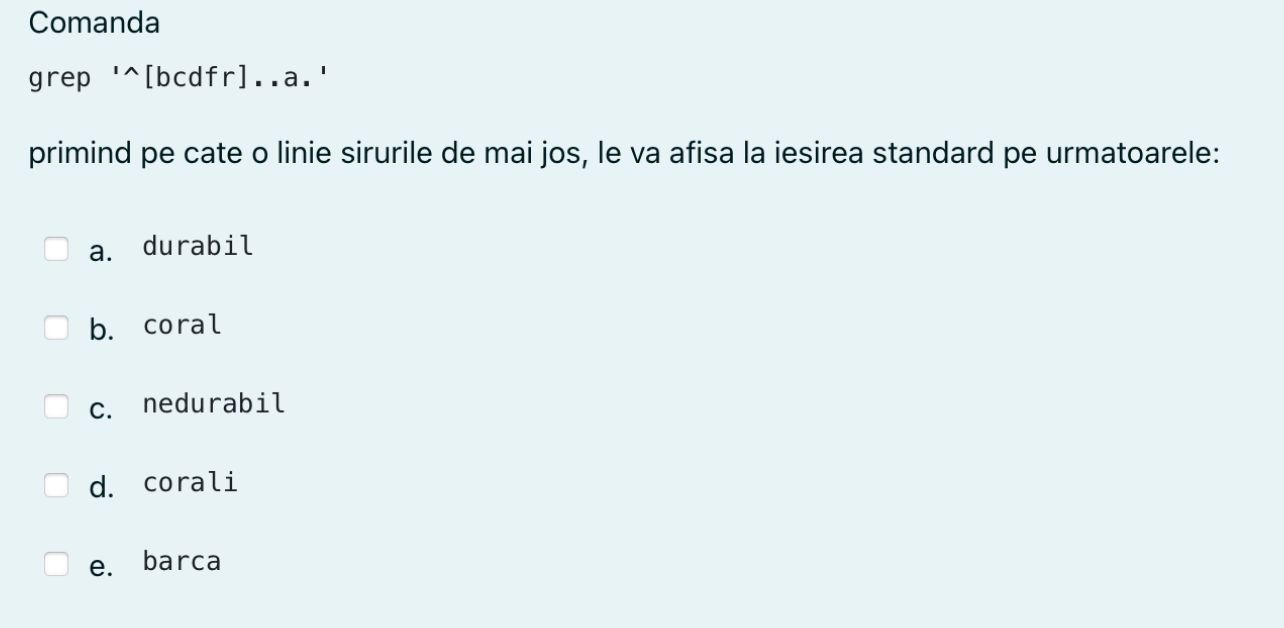 Comanda
grep '^[bcdfr]..a.'
primind pe cate o linie sirurile de mai jos, le va afisa la iesirea standard pe urmatoarele:
a. durabil
b. coral
c. nedurabil
d. corali
e. barca